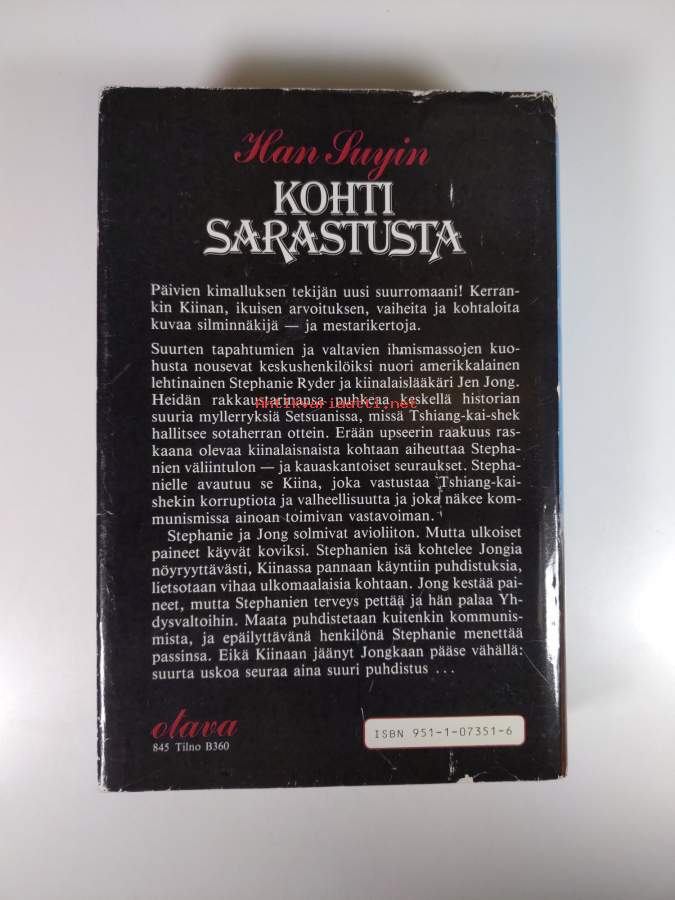 Han Suyin
KOHTI
SARASTUSTA
Päivien kimalluksen tekijän uusi suurromaani! Kerran-
kin Kiinan, ikuisen arvoituksen, vaiheita ja kohtaloita
kuvaa silminnäkijä — ja mestarikertoja.
Suurten tapahtumien ja valtavien ihmismassojen kuo-
husta nousevat keskushenkilöiksi nuori amerikkalainen
lehtinainen Stephanie Ryder ja kiinalaislääkäri Jen Jong.
Heidän rakkaustarinansa puhkeaa keskellä historian
antikvariaatti.net
suuria myllerryksiä Setsuanissa, missä Tshiang-kai-shek
hallitsee sotaherran ottein. Erään upseerin raakuus ras-
kaana olevaa kiinalaisnaista kohtaan aiheuttaa Stepha-
nien väliintulon — ja kauaskantoiset seuraukset. Stepha-
nielle avautuu se Kiina, joka vastustaa Tshiang-kai-
shekin korruptiota ja valheellisuutta ja joka näkee kom-
munismissa ainoan toimivan vastavoiman.
Stephanie ja Jong solmivat avioliiton. Mutta ulkoiset
paineet käyvät koviksi. Stephanien isä kohtelee Jongia
nöyryyttävästi, Kiinassa pannaan käyntiin puhdistuksia,
lietsotaan vihaa ulkomaalaisia kohtaan. Jong kestää pai-
neet, mutta Stephanien terveys pettää ja hän palaa Yh-
dysvaltoihin. Maata puhdistetaan kuitenkin kommunis-
mista, ja epäilyttävänä henkilönä Stephanie menettää
passinsa. Eikä Kiinaan jäänyt Jongkaan pääse vähällä:
suurta uskoa seuraa aina suuri puhdistus ...
otava
845 Tilno B360
ISBN 951-1-07351-6